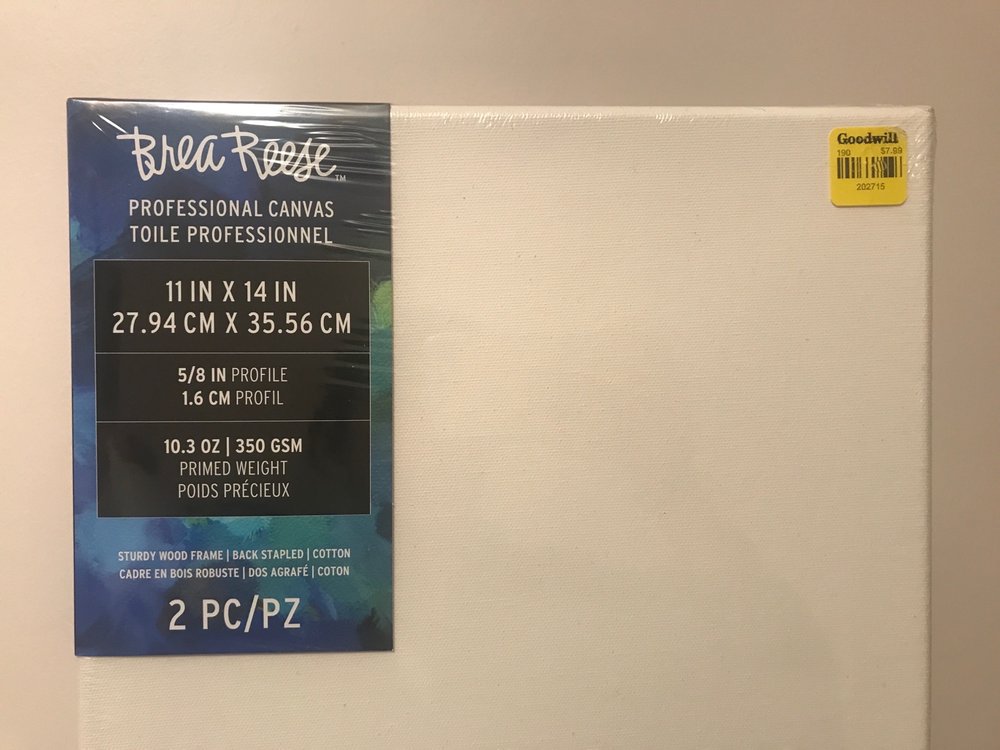 Brea Reese™
PROFESSIONAL CANVAS
TOILE PROFESSIONNEL
11 IN X 14 IN
27.94 CM X 35.56 CM
5/8 IN PROFILE
1.6 CM PROFIL
10.3 OZ | 350 GSM
PRIMED WEIGHT
POIDS PRÉCIEUX
STURDY WOOD FRAME | BACK STAPLED | COTTON
CADRE EN BOIS ROBUSTE | DOS AGRAFÉ | COTON
2 PC/PZ
Goodwill
190 $7.99
202715